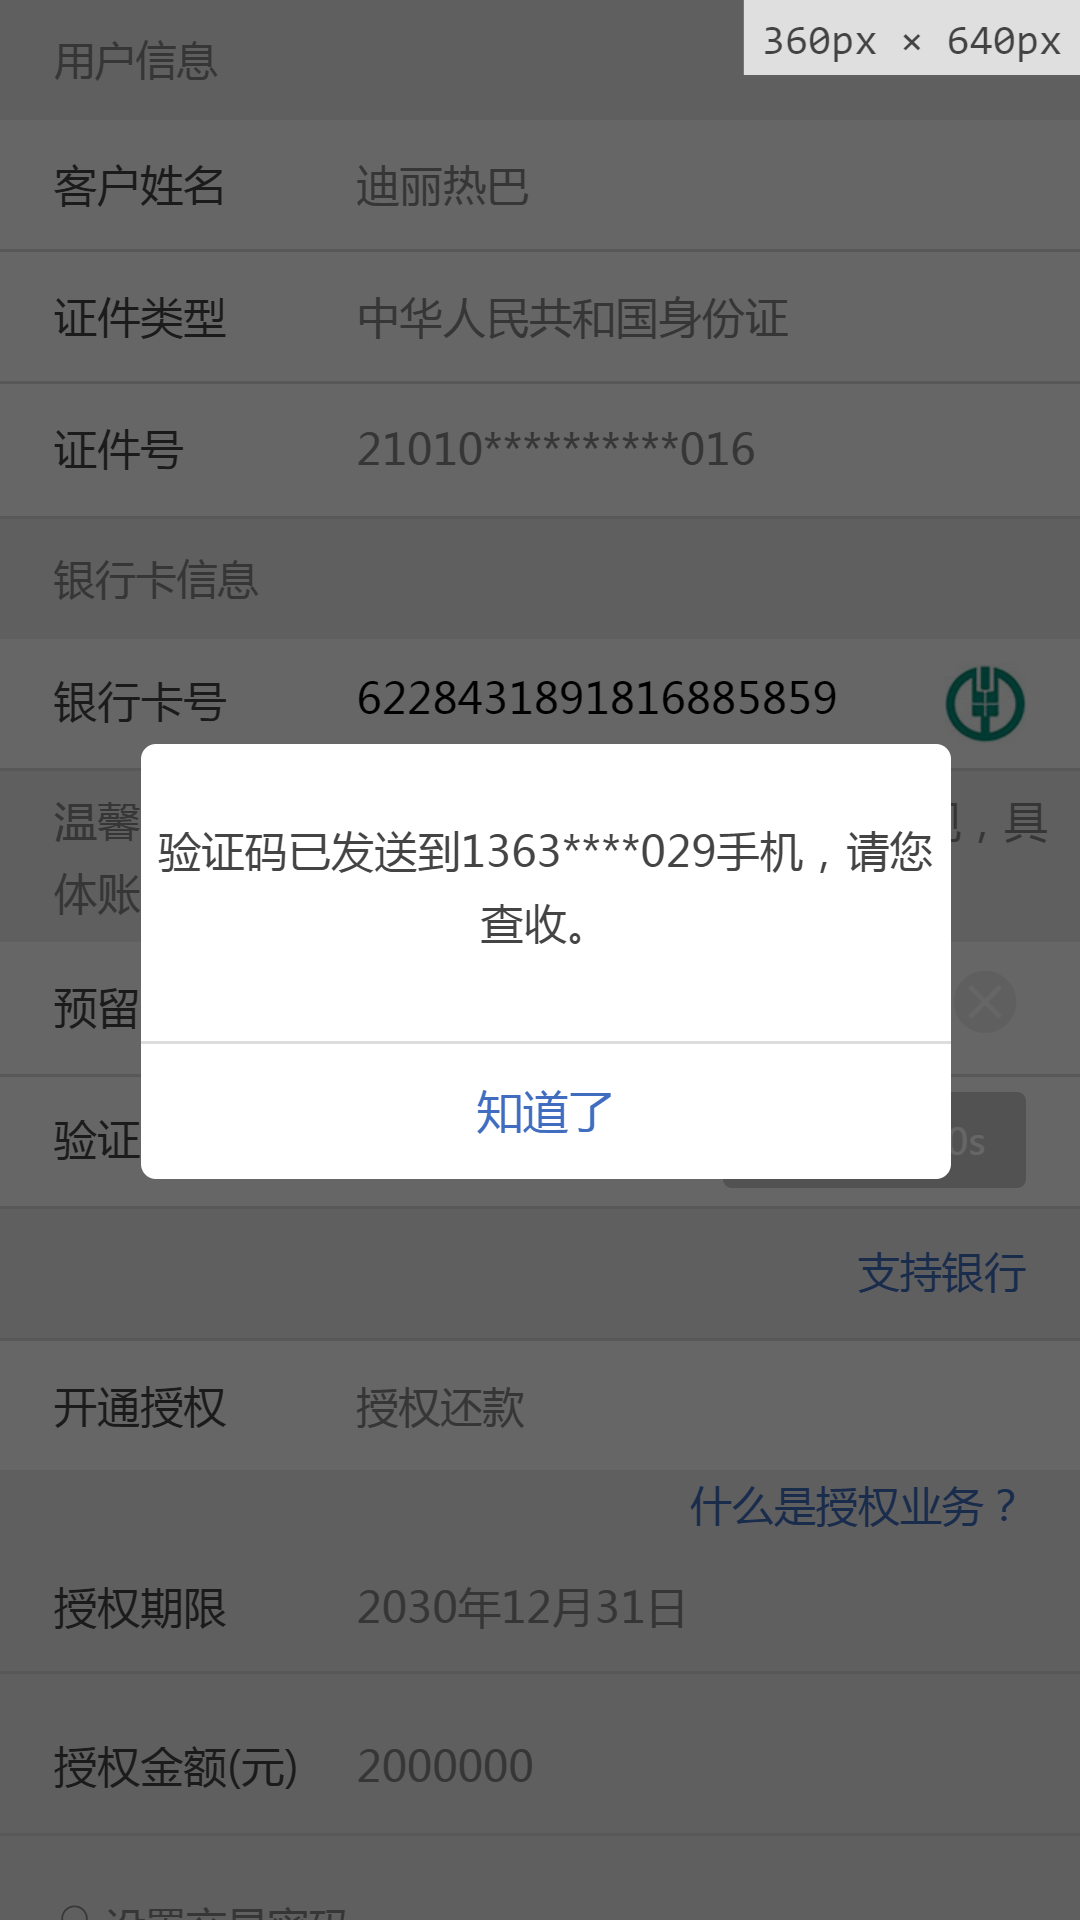 360px × 640px
用户信息
客户姓名 迪丽热巴
证件类型 中华人民共和国身份证
证件号 21010**********016
银行卡信息
银行卡号 6228431891816885859
温馨 ，具
体账
验证码已发送到1363****029手机，请您
查收。
预留
知道了
验证 0s
支持银行
开通授权 授权还款
什么是授权业务？
授权期限 2030年12月31日
授权金额(元) 2000000
设置交易密码